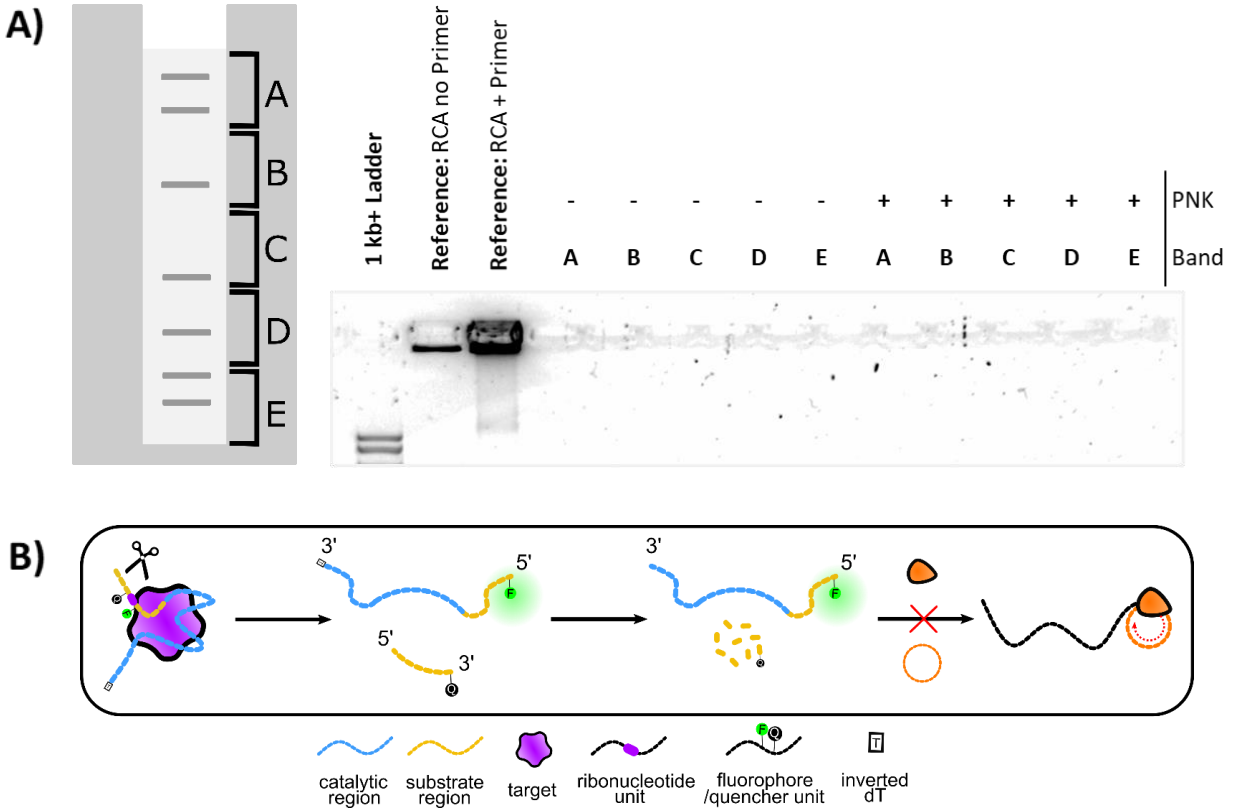 A)
A
B
C
D
E
1 kb+ Ladder
Reference: RCA no Primer
Reference: RCA + Primer
- - - - - + + + + + PNK
A B C D E A B C D E Band
B)
3'
5'
F
5'
3'
Q
3'
5'
F
Q
Q
T
F Q
T
catalytic
region
substrate
region
target
ribonucleotide
unit
fluorophore
/quencher unit
inverted
dT